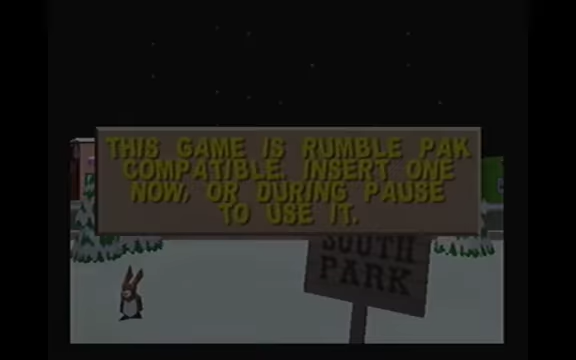 THIS GAME IS RUMBLE PAK
COMPATIBLE. INSERT ONE
NOW, OR DURING PAUSE
TO USE IT.
SOUTH
PARK